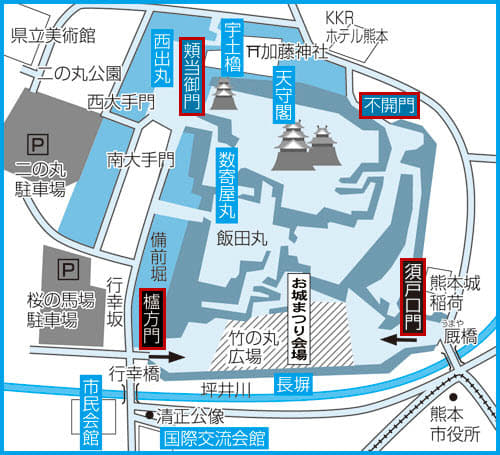 KKR
ホテル熊本
県立美術館
宇土櫓
西出丸
頬当御門
加藤神社
天守閣
二の丸公園
西大手門
不開門
P
二の丸
駐車場
南大手門
数寄屋丸
飯田丸
備前堀
P
桜の馬場
駐車場
行幸坂
櫨方門
お城まつり会場
竹の丸
広場
須戸口門
熊本城
稲荷
うまや
厩橋
行幸橋
坪井川
長塀
市民会館
清正公像
国際交流会館
熊本
市役所